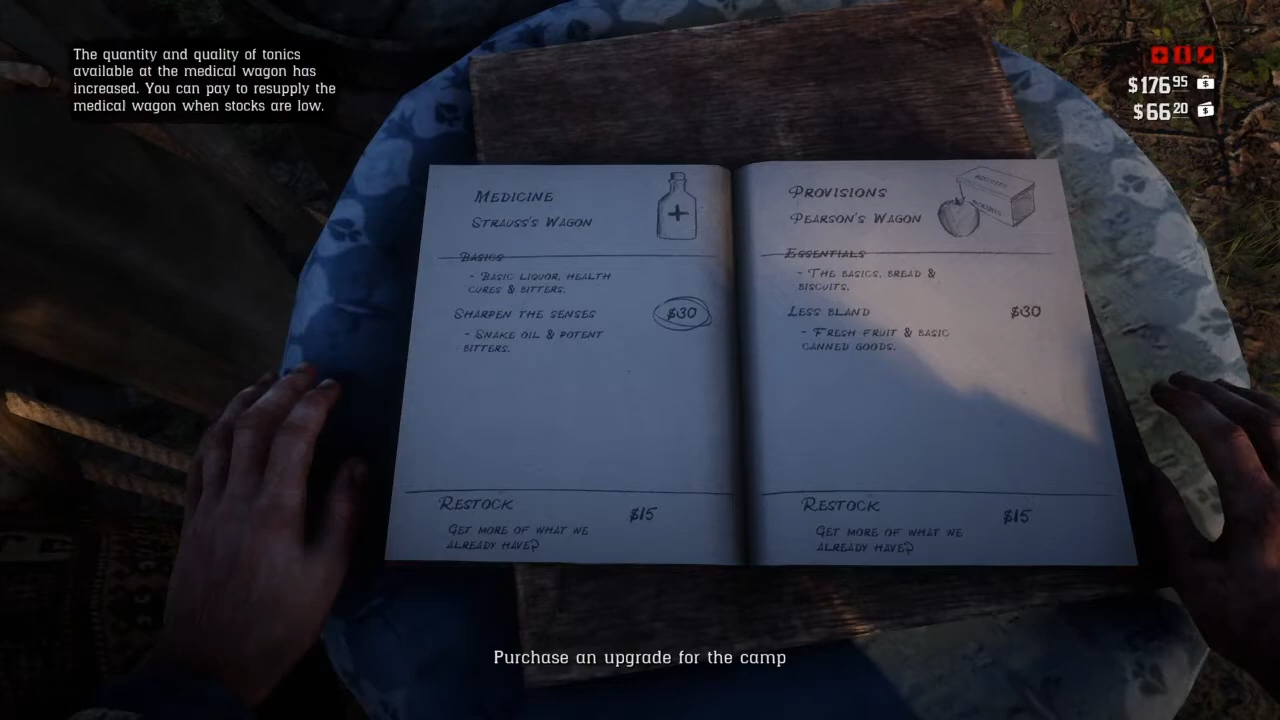 The quantity and quality of tonics
available at the medical wagon has
increased. You can pay to resupply the
medical wagon when stocks are low.
$176.95
$66.20
Medicine
Strauss's Wagon
Basics
- Basic liquor, health
cures & bitters.
Sharpen the senses $30
- Snake oil & potent
bitters.
Restock $15
Get more of what we
already have?
Provisions
Pearson's Wagon
Essentials
- The basics, bread &
biscuits.
Less bland $30
- Fresh fruit & basic
canned goods.
Restock $15
Get more of what we
already have?
Purchase an upgrade for the camp